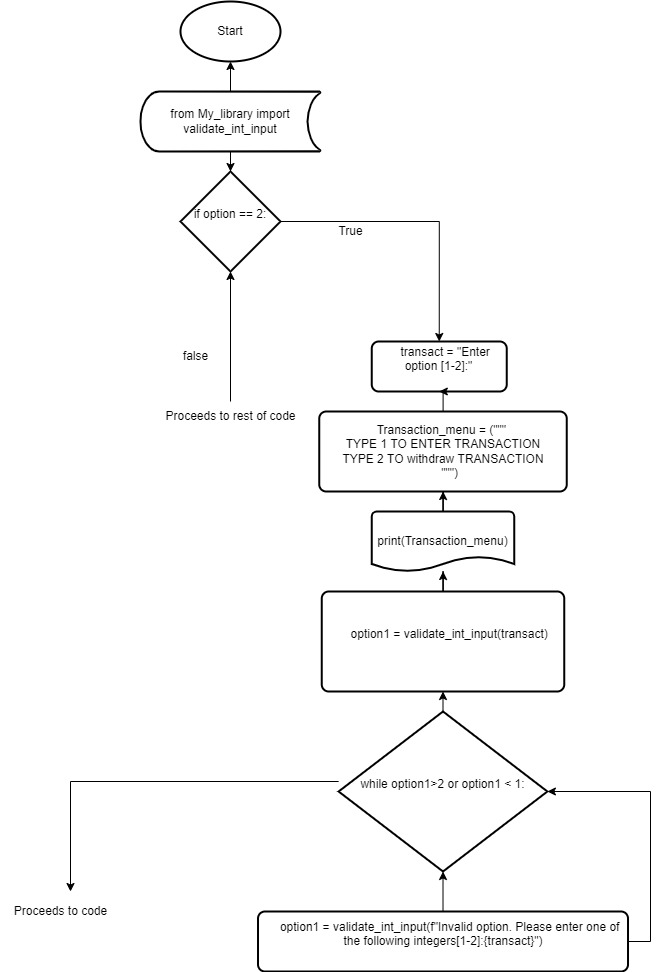 Start
from My_library import
validate_int_input
if option == 2:
True
false
Proceeds to rest of code
transact = "Enter
option [1-2]:"
Transaction_menu = ("""
TYPE 1 TO ENTER TRANSACTION
TYPE 2 TO withdraw TRANSACTION
""")
print(Transaction_menu)
option1 = validate_int_input(transact)
while option1>2 or option1 < 1:
Proceeds to code
option1 = validate_int_input(f"Invalid option. Please enter one of
the following integers[1-2]:{transact}")